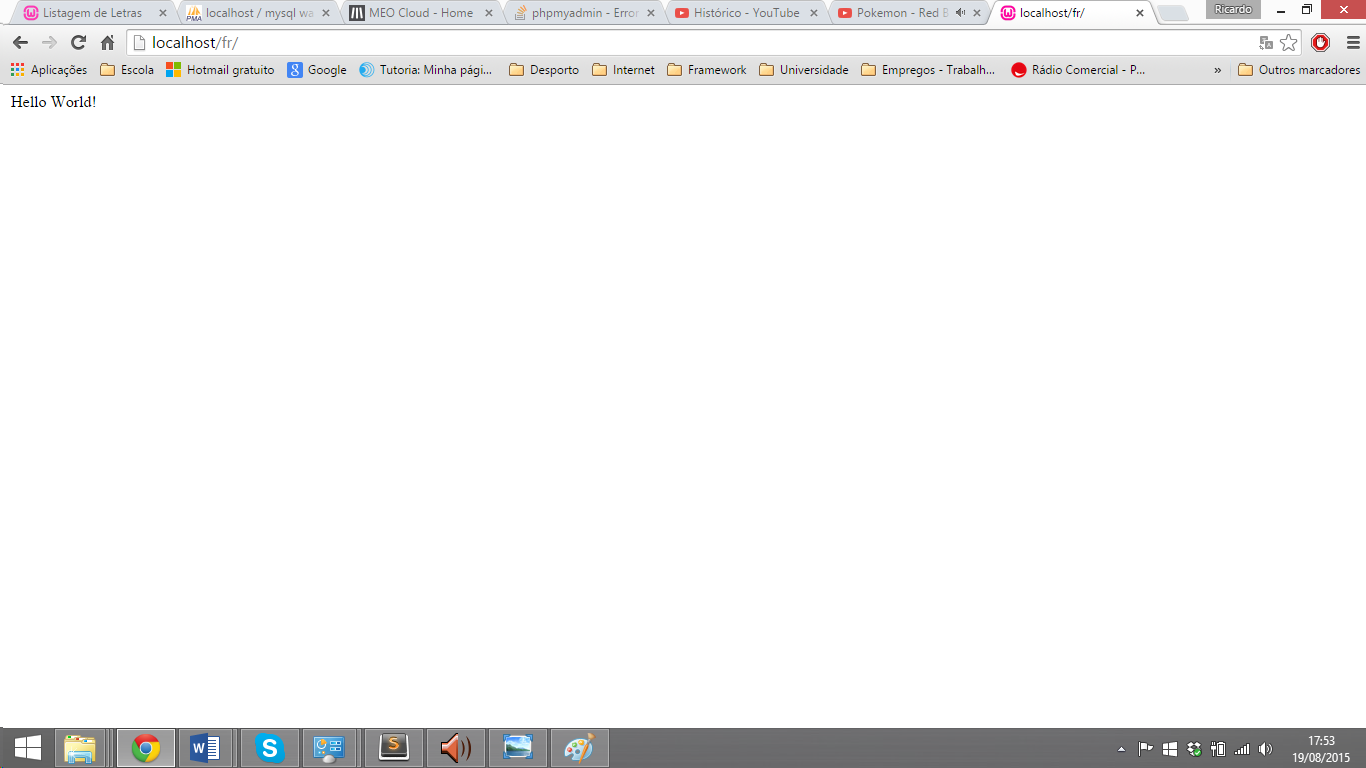 Listagem de Letras localhost / mysql wa MEO Cloud - Home phpmyadmin - Error Histórico - YouTube Pokemon - Red B localhost/fr/ Ricardo
localhost/fr/
Aplicações Escola Hotmail gratuito Google Tutoria: Minha pági... Desporto Internet Framework Universidade Empregos - Trabalh... Rádio Comercial - P... » Outros marcadores
Hello World!
17:53
19/08/2015